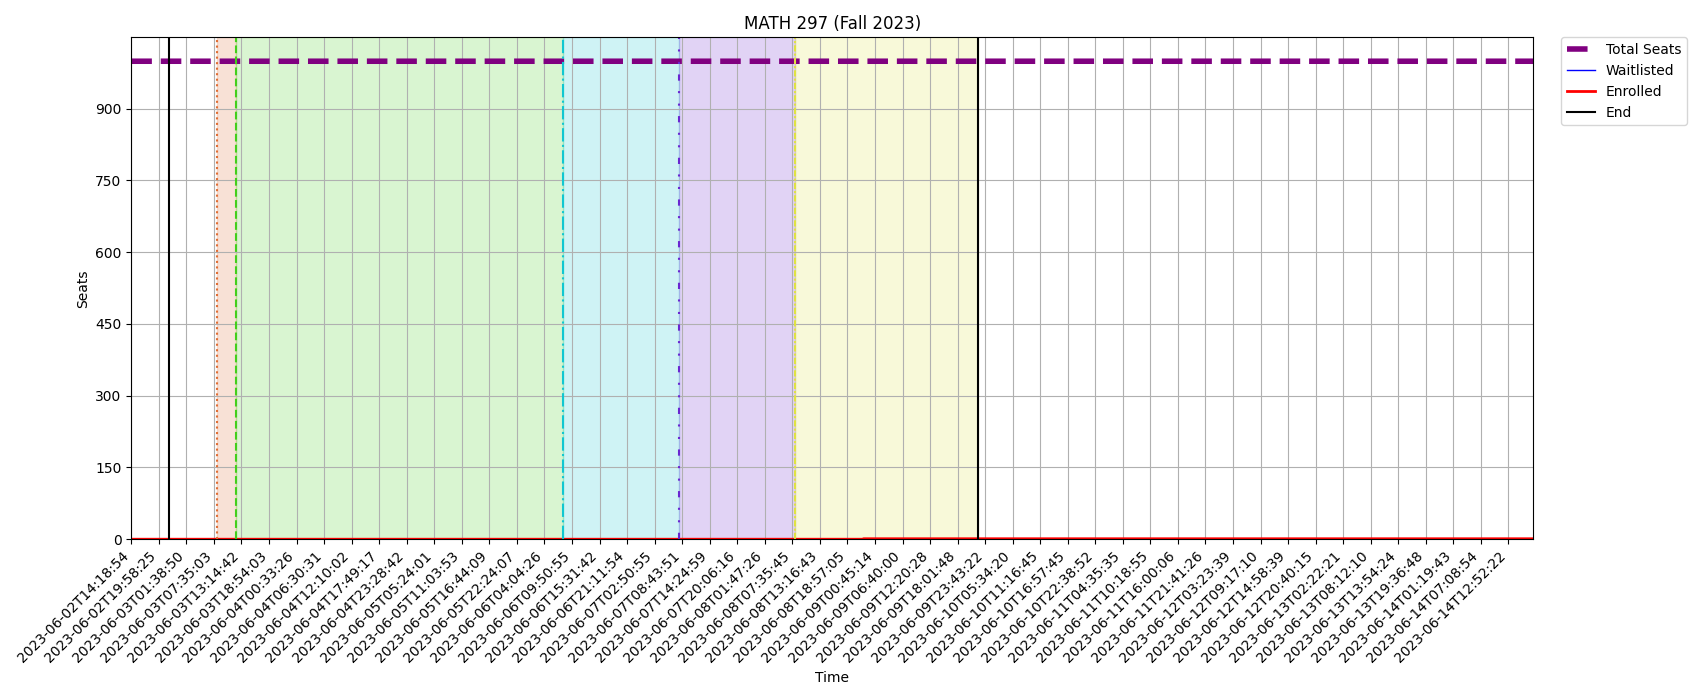 MATH 297 (Fall 2023)
Total Seats
Waitlisted
Enrolled
End
Seats
900
750
600
450
300
150
0
2023-06-02T14:18:54
2023-06-02T19:58:25
2023-06-03T01:38:50
2023-06-03T07:35:03
2023-06-03T13:14:42
2023-06-03T18:54:03
2023-06-04T00:33:26
2023-06-04T06:30:31
2023-06-04T12:10:02
2023-06-04T17:49:17
2023-06-04T23:28:42
2023-06-05T05:24:01
2023-06-05T11:03:53
2023-06-05T16:44:09
2023-06-05T22:24:07
2023-06-06T04:04:26
2023-06-06T09:50:55
2023-06-06T15:31:42
2023-06-06T21:11:54
2023-06-07T02:50:55
2023-06-07T08:43:51
2023-06-07T14:24:59
2023-06-07T20:06:16
2023-06-08T01:47:26
2023-06-08T07:35:45
2023-06-08T13:16:43
2023-06-08T18:57:05
2023-06-09T00:45:14
2023-06-09T06:40:00
2023-06-09T12:20:28
2023-06-09T18:01:48
2023-06-09T23:43:22
2023-06-10T05:34:20
2023-06-10T11:16:45
2023-06-10T16:57:45
2023-06-10T22:38:52
2023-06-11T04:35:35
2023-06-11T10:18:55
2023-06-11T16:00:06
2023-06-11T21:41:26
2023-06-12T03:23:39
2023-06-12T09:17:10
2023-06-12T14:58:39
2023-06-12T20:40:15
2023-06-13T02:22:21
2023-06-13T08:12:10
2023-06-13T13:54:24
2023-06-13T19:36:48
2023-06-14T01:19:43
2023-06-14T07:08:54
2023-06-14T12:52:22
Time